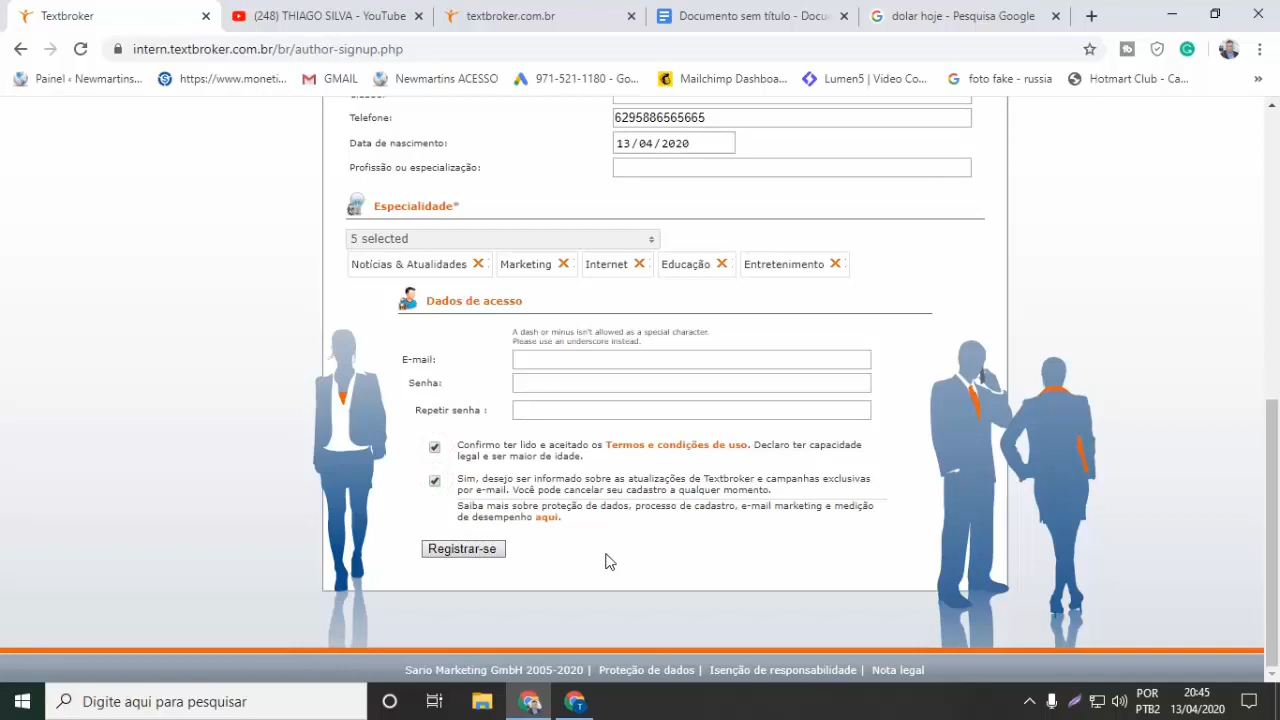 Textbroker
(248) THIAGO SILVA - YouTube
textbroker.com.br
Documento sem título - Docu
dolar hoje - Pesquisa Google
intern.textbroker.com.br/br/author-signup.php
Painel ‹ Newmartins...
https://www.moneti...
GMAIL
Newmartins ACESSO
971-521-1180 - Go...
Mailchimp Dashboa...
Lumen5 | Video Co...
foto fake - russia
Hotmart Club - Ca...
»
Telefone:
6295886565665
Data de nascimento:
13/04/2020
Profissão ou especialização:
Especialidade*
5 selected
Notícias & Atualidades
Marketing
Internet
Educação
Entretenimento
Dados de acesso
A dash or minus isn't allowed as a special character.
Please use an underscore instead.
E-mail:
Senha:
Repetir senha :
Confirmo ter lido e aceitado os Termos e condições de uso. Declaro ter capacidade
legal e ser maior de idade.
Sim, desejo ser informado sobre as atualizações de Textbroker e campanhas exclusivas
por e-mail. Você pode cancelar seu cadastro a qualquer momento.
Saiba mais sobre proteção de dados, processo de cadastro, e-mail marketing e medição
de desempenho aqui.
Registrar-se
Sario Marketing GmbH 2005-2020 | Proteção de dados | Isenção de responsabilidade | Nota legal
Digite aqui para pesquisar
POR
PTB2
20:45
13/04/2020